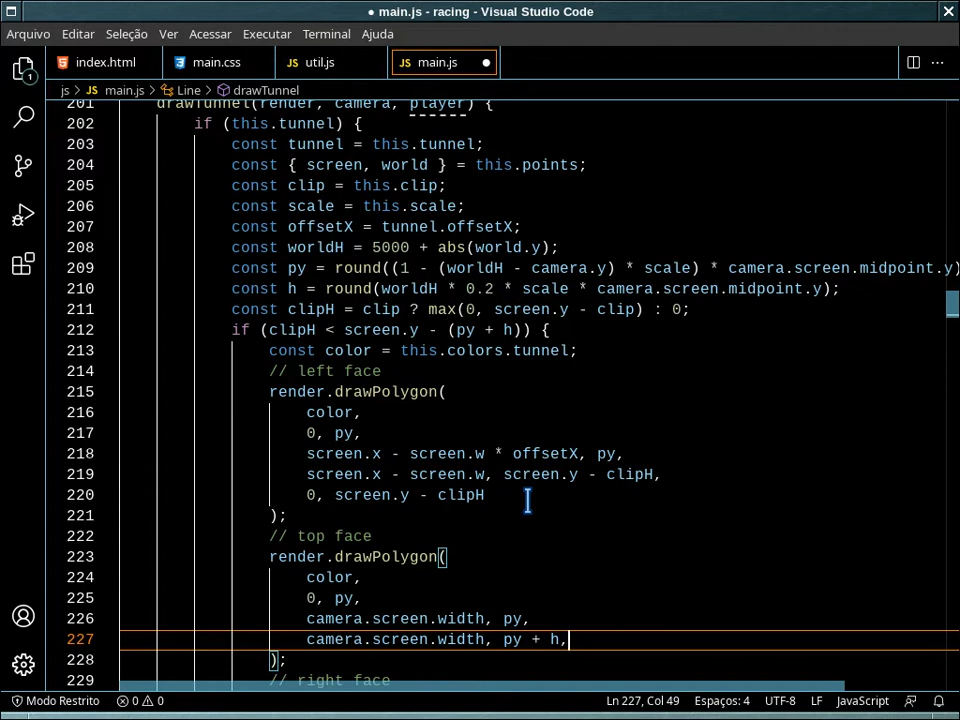 ● main.js - racing - Visual Studio Code
Arquivo Editar Seleção Ver Acessar Executar Terminal Ajuda
index.html main.css JS util.js JS main.js ●
js > JS main.js > Line > drawTunnel
201 drawTunnel(render, camera, player) {
202 if (this.tunnel) {
203 const tunnel = this.tunnel;
204 const { screen, world } = this.points;
205 const clip = this.clip;
206 const scale = this.scale;
207 const offsetX = tunnel.offsetX;
208 const worldH = 5000 + abs(world.y);
209 const py = round((1 - (worldH - camera.y) * scale) * camera.screen.midpoint.y)
210 const h = round(worldH * 0.2 * scale * camera.screen.midpoint.y);
211 const clipH = clip ? max(0, screen.y - clip) : 0;
212 if (clipH < screen.y - (py + h)) {
213 const color = this.colors.tunnel;
214 // left face
215 render.drawPolygon(
216 color,
217 0, py,
218 screen.x - screen.w * offsetX, py,
219 screen.x - screen.w, screen.y - clipH,
220 0, screen.y - clipH
221 );
222 // top face
223 render.drawPolygon(
224 color,
225 0, py,
226 camera.screen.width, py,
227 camera.screen.width, py + h,
228 );
229 // right face
1
Modo Restrito 0 0 Ln 227, Col 49 Espaços: 4 UTF-8 LF JavaScript